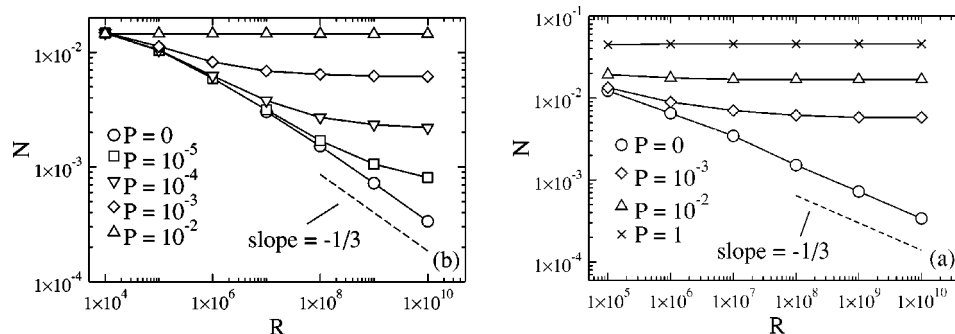 1×10⁻²
1×10⁻³
1×10⁻⁴
N
P = 0
P = 10⁻⁵
P = 10⁻⁴
P = 10⁻³
P = 10⁻²
slope = -1/3
(b)
1×10⁴ 1×10⁶ 1×10⁸ 1×10¹⁰
R
1×10⁻¹
1×10⁻²
1×10⁻³
1×10⁻⁴
N
P = 0
P = 10⁻³
P = 10⁻²
P = 1
slope = -1/3
(a)
1×10⁵ 1×10⁶ 1×10⁷ 1×10⁸ 1×10⁹ 1×10¹⁰
R